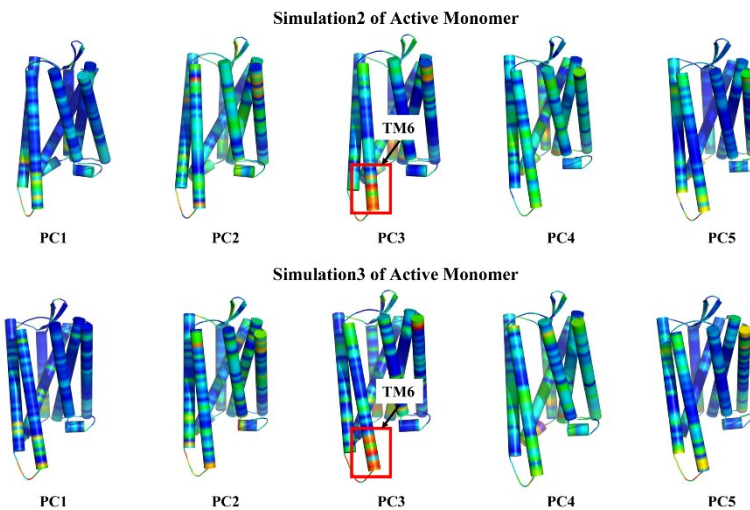 Simulation2 of Active Monomer
TM6
PC1 PC2 PC3 PC4 PC5
Simulation3 of Active Monomer
TM6
PC1 PC2 PC3 PC4 PC5